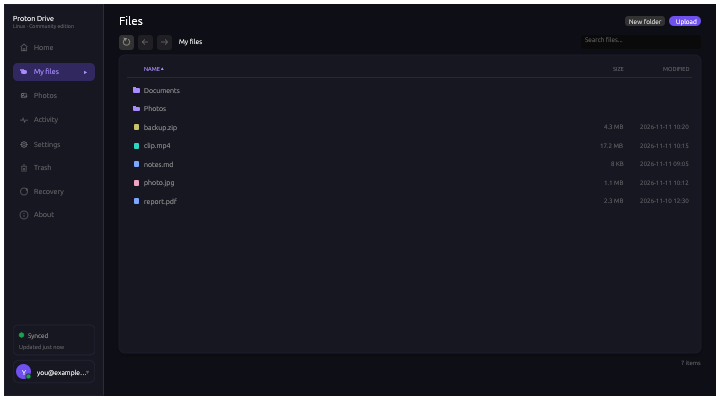 Proton Drive
Linux · Community edition
Home
My files
Photos
Activity
Settings
Trash
Recovery
About
Synced
Updated just now
Y
you@example...
Files
New folder
Upload
My files
Search files...
NAME
SIZE
MODIFIED
Documents
Photos
backup.zip 4.3 MB 2026-11-11 10:20
clip.mp4 17.2 MB 2026-11-11 10:15
notes.md 8 KB 2026-11-11 09:05
photo.jpg 1.1 MB 2026-11-11 10:12
report.pdf 2.3 MB 2026-11-10 12:30
7 items